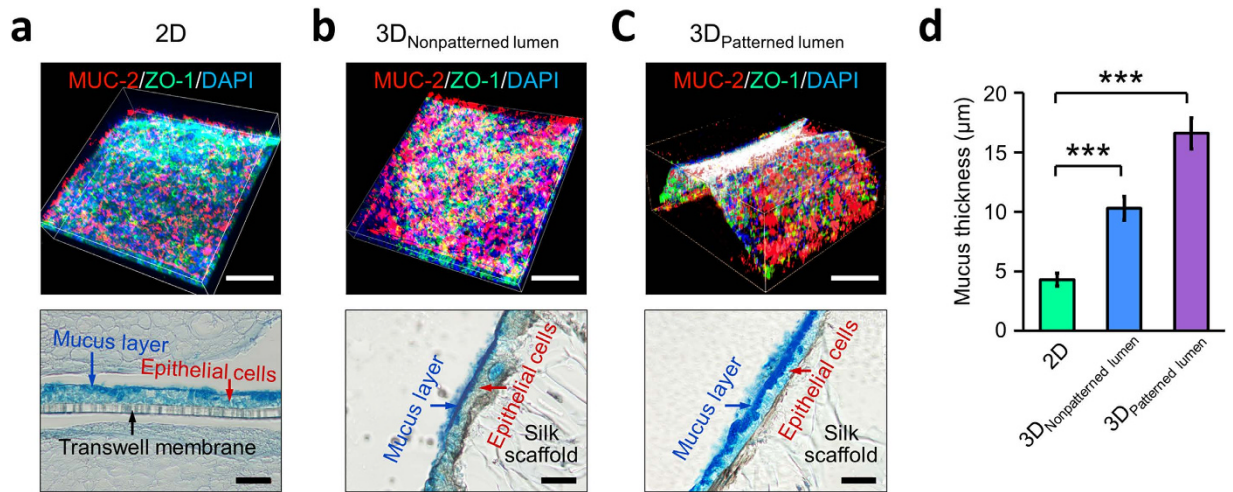 a
2D
MUC-2/ZO-1/DAPI
Mucus layer
Epithelial cells
Transwell membrane
b
3DNonpatterned lumen
MUC-2/ZO-1/DAPI
Mucus layer
Epithelial cells
Silk
scaffold
C
3DPatterned lumen
MUC-2/ZO-1/DAPI
Mucus layer
Epithelial cells
Silk
scaffold
d
Mucus thickness (μm)
20
15
10
5
0
***
***
2D
3DNonpatterned lumen
3DPatterned lumen